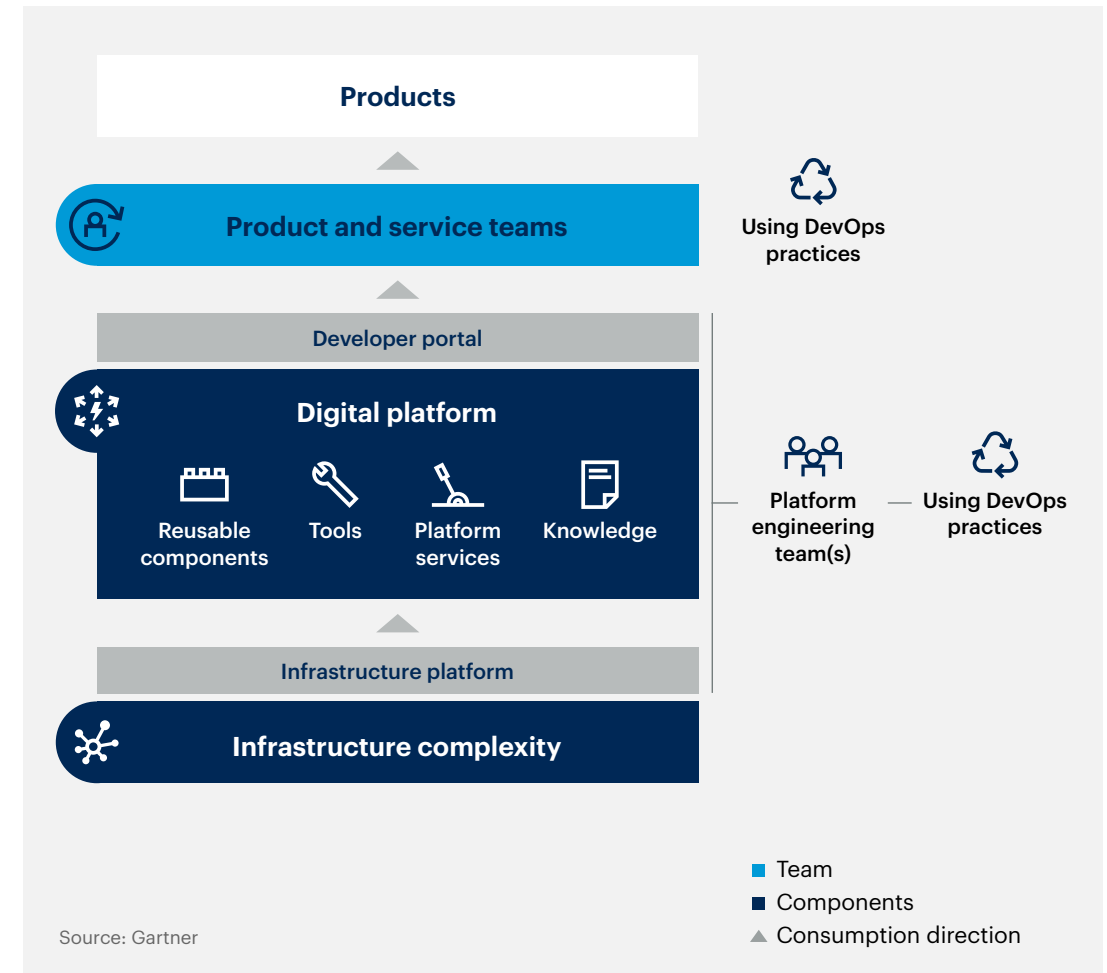 Products
Product and service teams
Using DevOps
practices
Developer portal
Digital platform
Reusable
components
Tools
Platform
services
Knowledge
Platform
engineering
team(s)
Using DevOps
practices
Infrastructure platform
Infrastructure complexity
Team
Components
Consumption direction
Source: Gartner